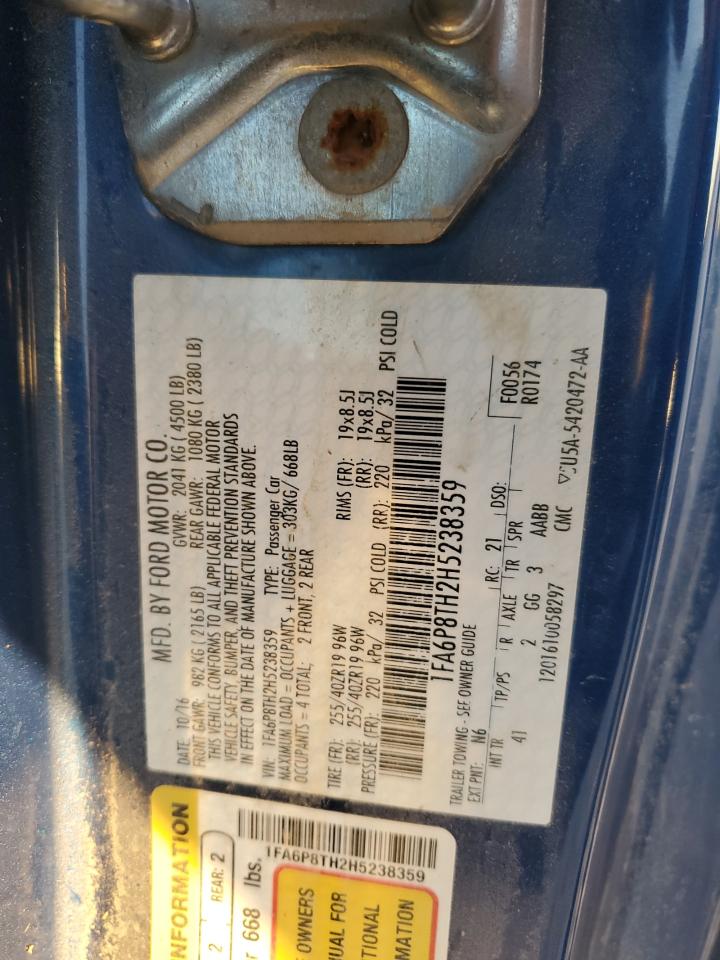 MFD. BY FORD MOTOR CO.
DATE: 10/16 GVWR: 2041 KG ( 4500 LB)
FRONT GAWR: 982 KG ( 2165 LB) REAR GAWR: 1080 KG ( 2380 LB)
THIS VEHICLE CONFORMS TO ALL APPLICABLE FEDERAL MOTOR
VEHICLE SAFETY, BUMPER, AND THEFT PREVENTION STANDARDS
IN EFFECT ON THE DATE OF MANUFACTURE SHOWN ABOVE.
VIN: 1FA6P8TH2H5238359 TYPE: Passenger Car
MAXIMUM LOAD = OCCUPANTS + LUGGAGE = 303KG/ 668LB
OCCUPANTS = 4 TOTAL: 2 FRONT, 2 REAR
TIRE (FR): 255/40ZR19 96W RIMS (FR): 19x8.5J
(RR): 255/40ZR19 96W (RR): 19x8.5J
PRESSURE (FR): 220 kPa/ 32 PSI COLD (RR): 220 kPa/ 32 PSI COLD
1FA6P8TH2H5238359
TRAILER TOWING - SEE OWNER GUIDE
EXT PNT: N6 RC: 21 DSO: F0056
INT TR TP/PS R AXLE TR SPR R0174
41 2 GG 3 AABB
1201610058297 CMC 5U5A-5420472-AA
INFORMATION
2 REAR: 2
668 lbs.
1FA6P8TH2H5238359
OWNERS
FOR